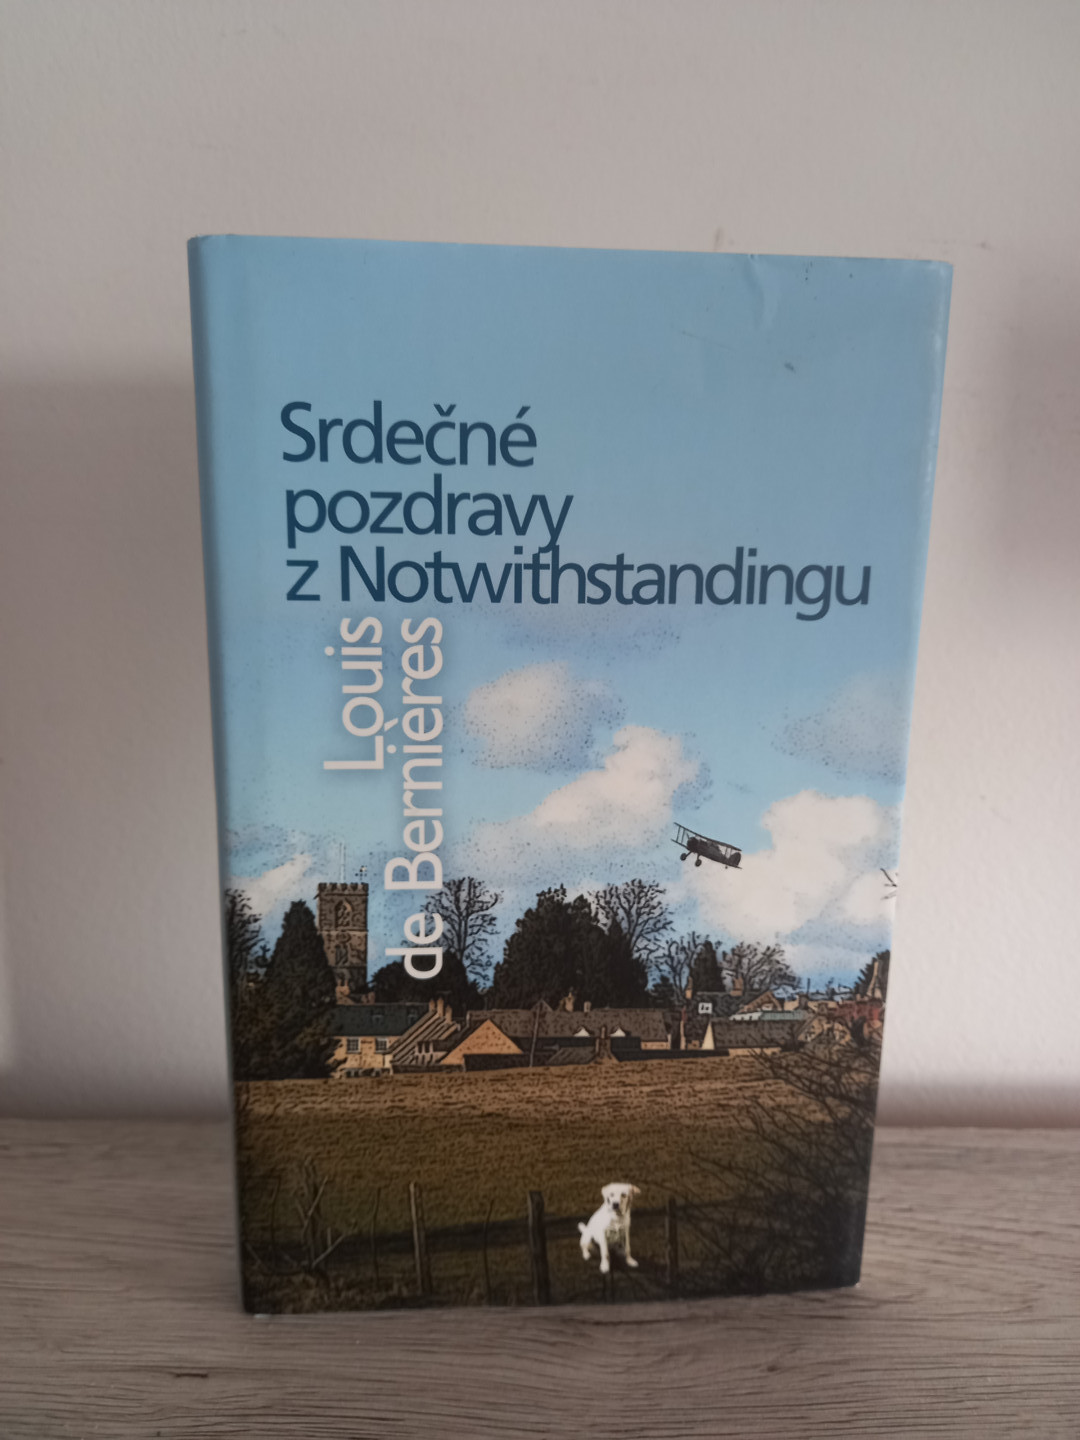 Srdečné
pozdravy
z Notwithstandingu
Louis
de Bernières